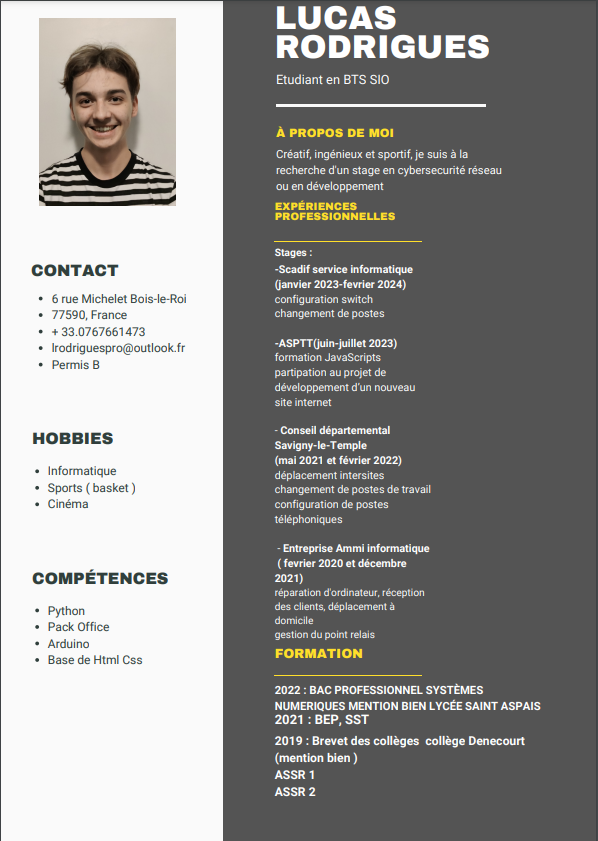 LUCAS
RODRIGUES
Etudiant en BTS SIO
À PROPOS DE MOI
Créatif, ingénieux et sportif, je suis à la
recherche d'un stage en cybersecurité réseau
ou en développement
EXPÉRIENCES
PROFESSIONNELLES
Stages :
-Scadif service informatique
(janvier 2023-fevrier 2024)
configuration switch
changement de postes
-ASPTT(juin-juillet 2023)
formation JavaScripts
partipation au projet de
développement d'un nouveau
site internet
- Conseil départemental
Savigny-le-Temple
(mai 2021 et février 2022)
déplacement intersites
changement de postes de travail
configuration de postes
téléphoniques
- Entreprise Ammi informatique
( fevrier 2020 et décembre
2021)
réparation d'ordinateur, réception
des clients, déplacement à
domicile
gestion du point relais
FORMATION
2022 : BAC PROFESSIONNEL SYSTÈMES
NUMERIQUES MENTION BIEN LYCÉE SAINT ASPAIS
2021 : BEP, SST
2019 : Brevet des collèges collège Denecourt
(mention bien )
ASSR 1
ASSR 2
CONTACT
• 6 rue Michelet Bois-le-Roi
• 77590, France
• + 33.0767661473
• lrodriguespro@outlook.fr
• Permis B
HOBBIES
• Informatique
• Sports ( basket )
• Cinéma
COMPÉTENCES
• Python
• Pack Office
• Arduino
• Base de Html Css